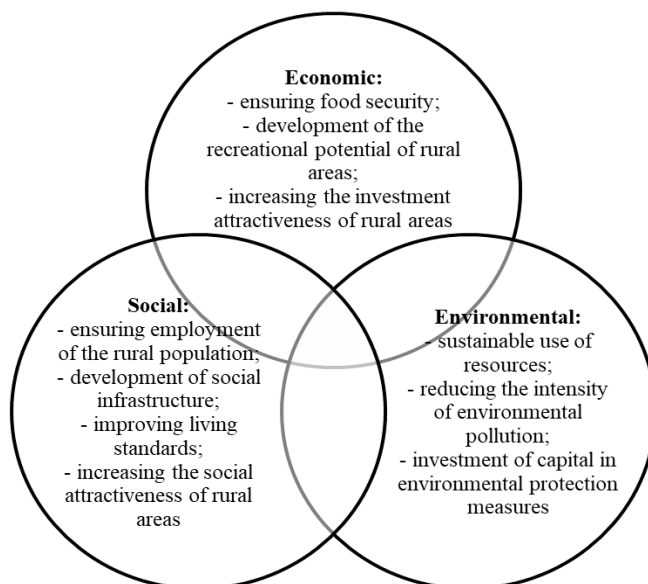 Economic:
- ensuring food security;
- development of the
recreational potential of rural
areas;
- increasing the investment
attractiveness of rural areas
Social:
- ensuring employment
of the rural population;
- development of social
infrastructure;
- improving living
standards;
- increasing the social
attractiveness of rural
areas
Environmental:
- sustainable use of
resources;
- reducing the intensity
of environmental
pollution;
- investment of capital in
environmental protection
measures